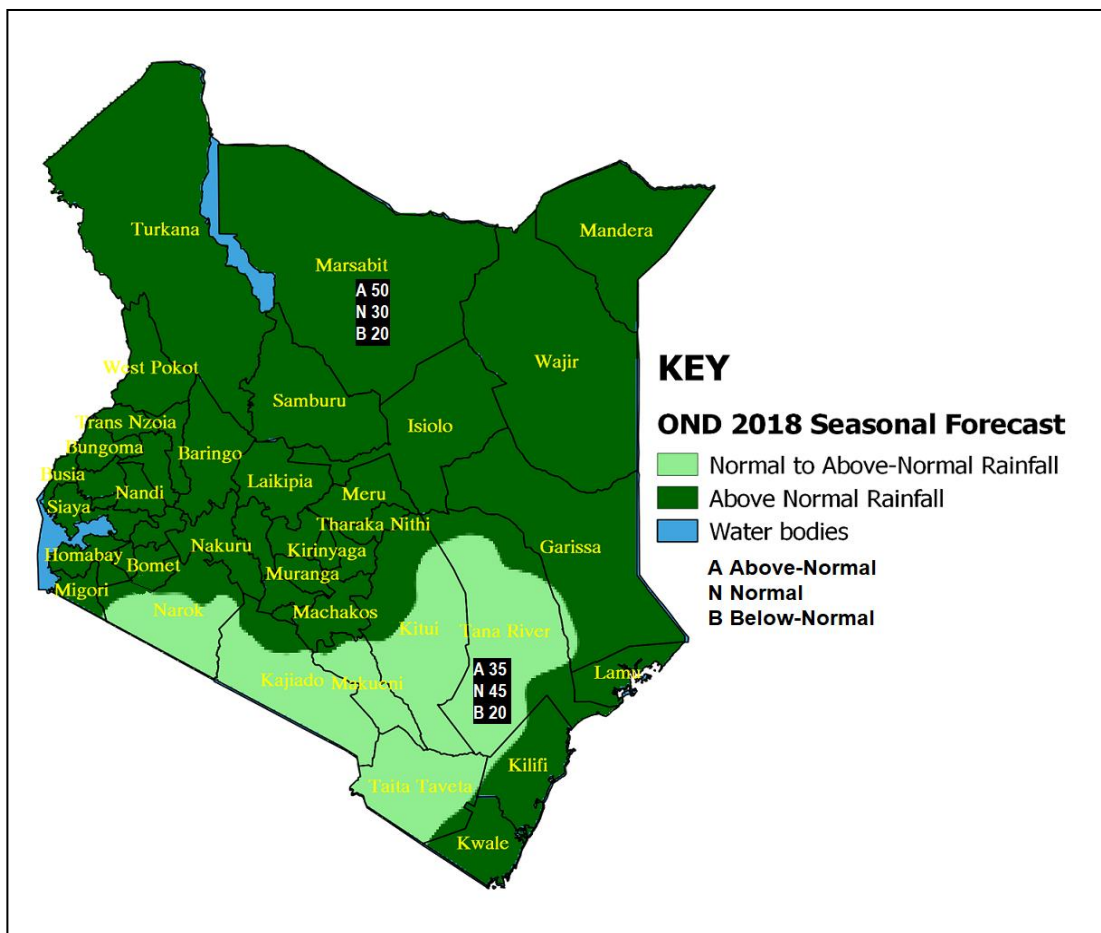 Turkana
Mandera
Marsabit
A 50
N 30
B 20
Wajir
West Pokot
Samburu
Isiolo
Trans Nzoia
Bungoma
Baringo
Busia
Laikipia
Nandi
Meru
Siaya
Tharaka Nithi
Garissa
Nakuru
Kirinyaga
Homabay
Bomet
Muranga
Migori
Narok
Machakos
Kitui
Tana River
Kajiado
Makueni
A 35
N 45
B 20
Lamu
Kilifi
Taita Taveta
Kwale
KEY
OND 2018 Seasonal Forecast
Normal to Above-Normal Rainfall
Above Normal Rainfall
Water bodies
A Above-Normal
N Normal
B Below-Normal